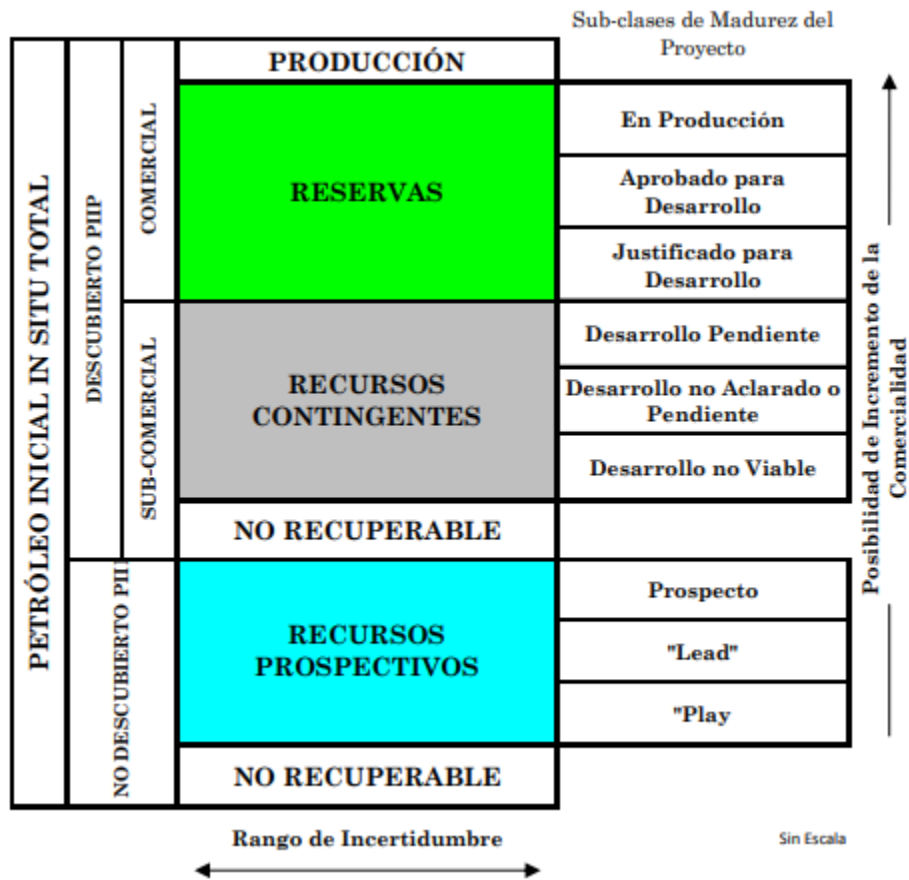 Sub-clases de Madurez del
Proyecto
PETRÓLEO INICIAL IN SITU TOTAL
DESCUBIERTO PIIP
COMERCIAL
PRODUCCIÓN
RESERVAS
En Producción
Aprobado para
Desarrollo
Justificado para
Desarrollo
SUB-COMERCIAL
RECURSOS
CONTINGENTES
Desarrollo Pendiente
Desarrollo no Aclarado o
Pendiente
Desarrollo no Viable
NO RECUPERABLE
NO DESCUBIERTO PII
RECURSOS
PROSPECTIVOS
Prospecto
"Lead"
"Play
NO RECUPERABLE
Posibilidad de Incremento de la
Comercialidad
Rango de Incertidumbre
Sin Escala